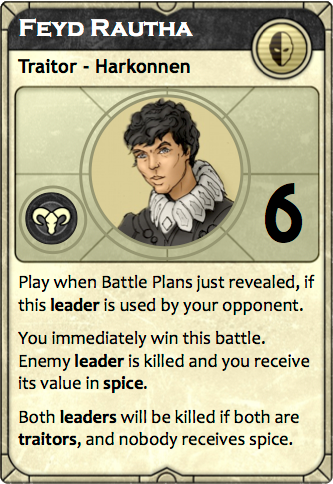 Feyd Rautha
Traitor - Harkonnen
6
Play when Battle Plans just revealed, if
this leader is used by your opponent.
You immediately win this battle.
Enemy leader is killed and you receive
its value in spice.
Both leaders will be killed if both are
traitors, and nobody receives spice.